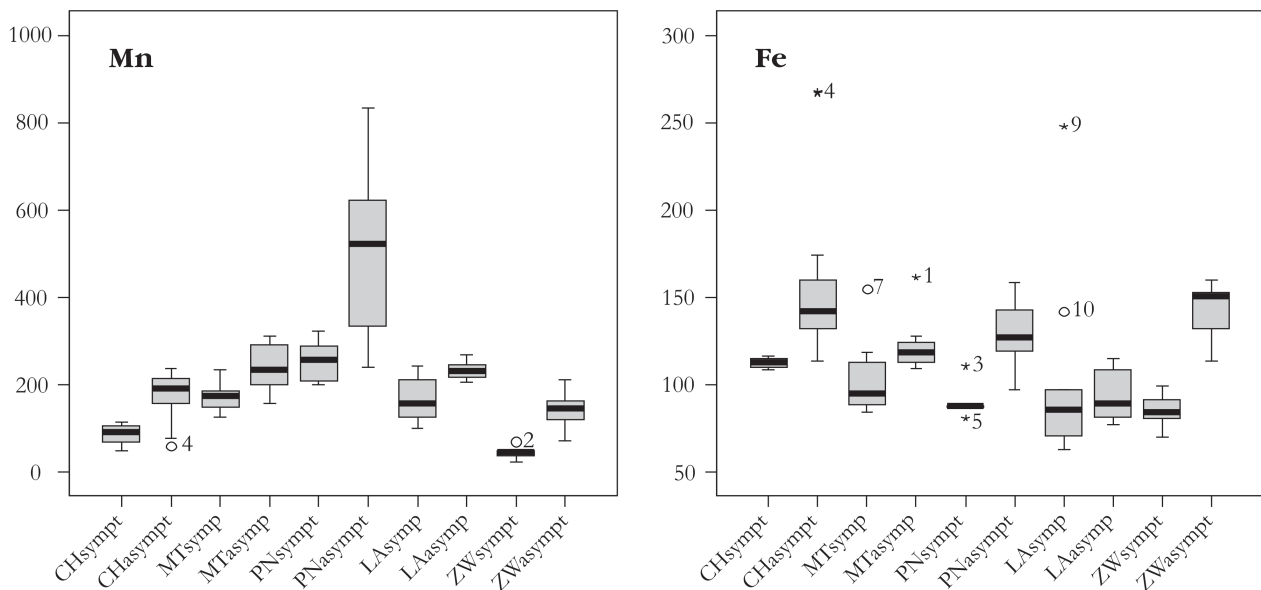 Mn
1000
800
600
400
200
0
4
2
CHsympt
CHasympt
MTsymp
MTasymp
PNsympt
PNasympt
LAsymp
LAasymp
ZWsympt
ZWasympt
Fe
300
250
200
150
100
50
*4
7
*1
*3
*5
*9
10
CHsympt
CHasympt
MTsymp
MTasymp
PNsympt
PNasympt
LAsymp
LAasymp
ZWsympt
ZWasympt